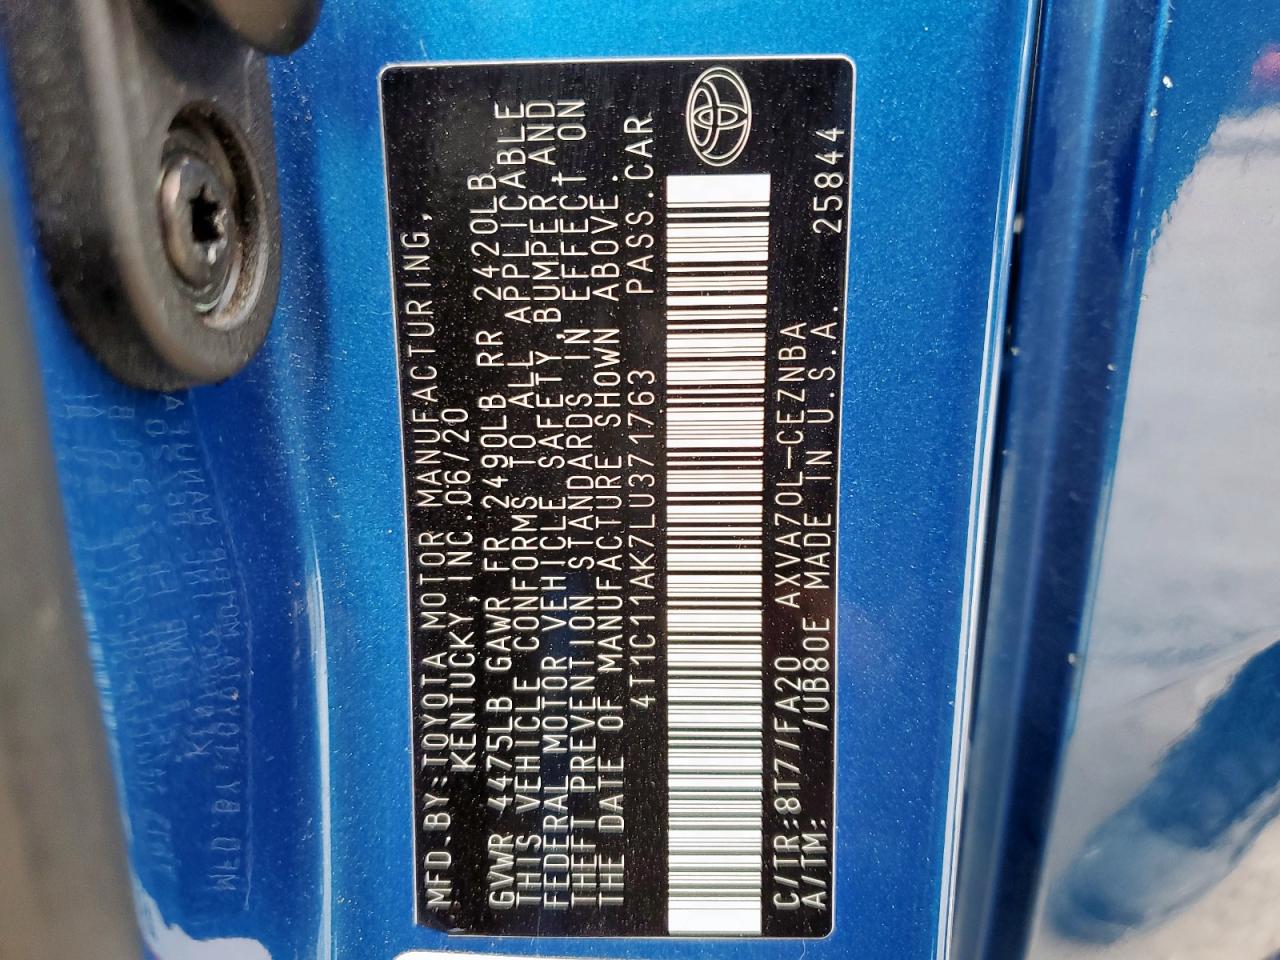 MFD.BY:TOYOTA MOTOR MANUFACTURING,
KENTUCKY, INC. 06/20
GVWR 4475LB GAWR FR 2490LB RR 2420LB
THIS VEHICLE CONFORMS TO ALL APPLICABLE
FEDERAL MOTOR VEHICLE SAFETY, BUMPER, AND
THEFT PREVENTION STANDARDS IN EFFECT ON
THE DATE OF MANUFACTURE SHOWN ABOVE.
4T1C11AK7LU371763 PASS.CAR
C/TR:8T7/FA20 AXVA70L-CEZNBA
A/TM: /UB80E MADE IN U.S.A. 25844